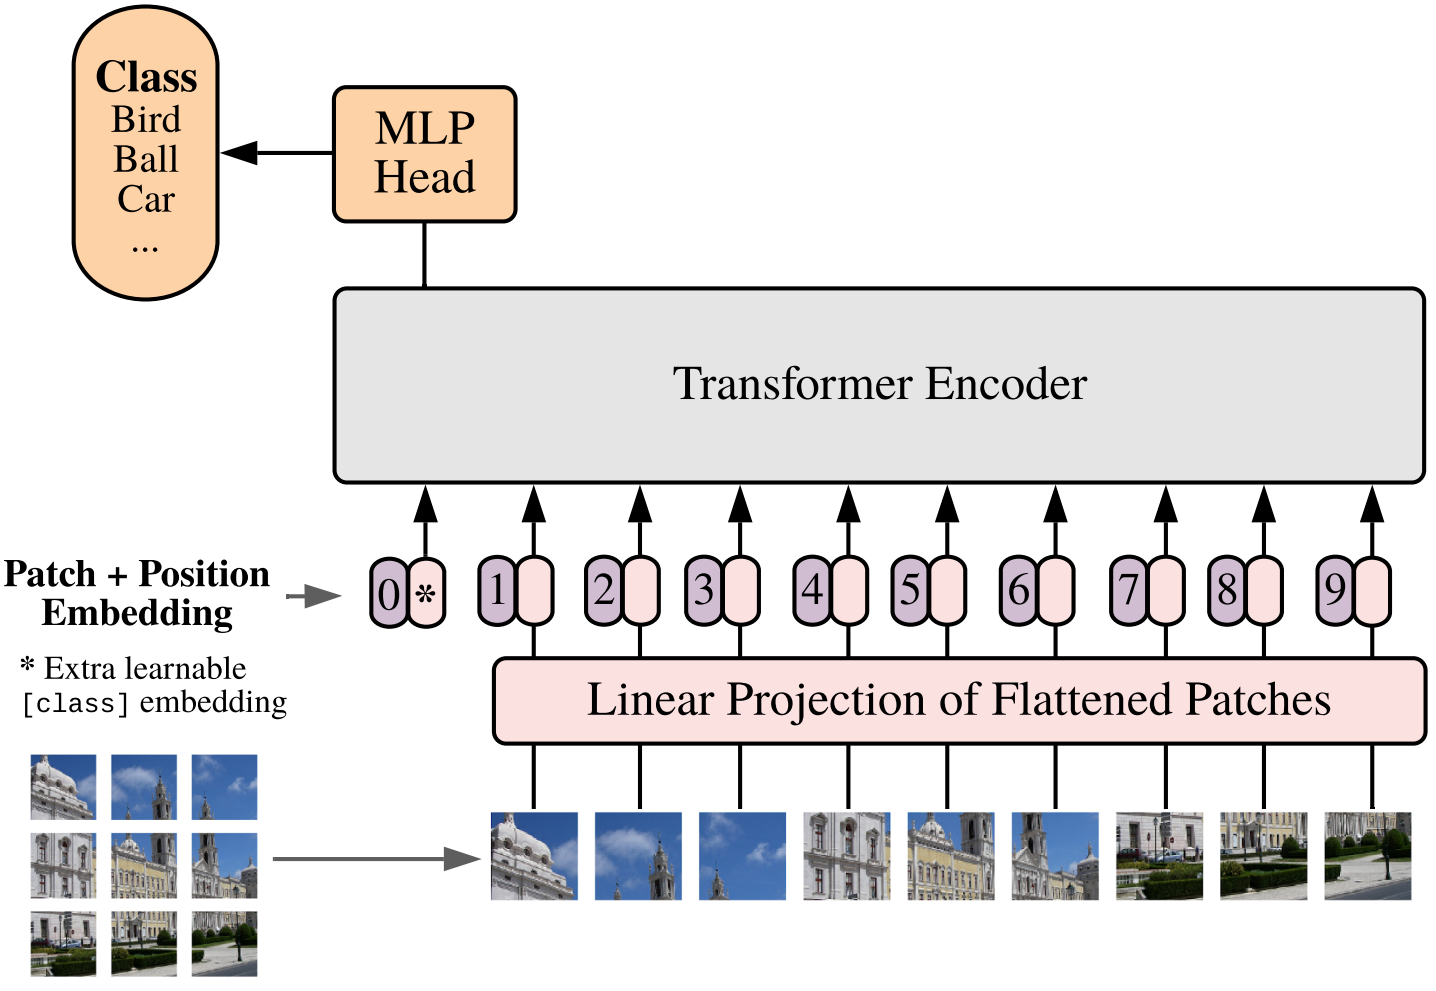 Class
Bird
Ball
Car
...
MLP
Head
Transformer Encoder
Patch + Position
Embedding
* Extra learnable
[class] embedding
0 * 1 2 3 4 5 6 7 8 9
Linear Projection of Flattened Patches